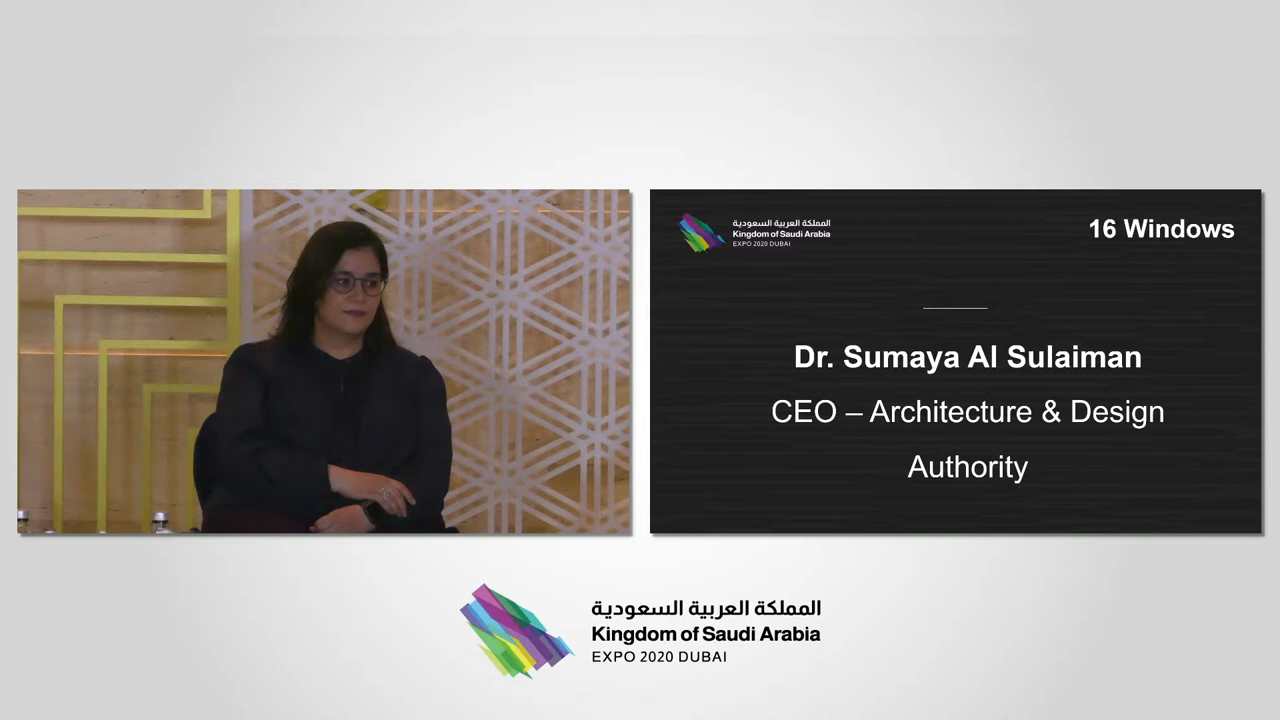 المملكة العربية السعودية
Kingdom of Saudi Arabia
EXPO 2020 DUBAI
16 Windows
Dr. Sumaya Al Sulaiman
CEO – Architecture & Design
Authority
المملكة العربية السعودية
Kingdom of Saudi Arabia
EXPO 2020 DUBAI